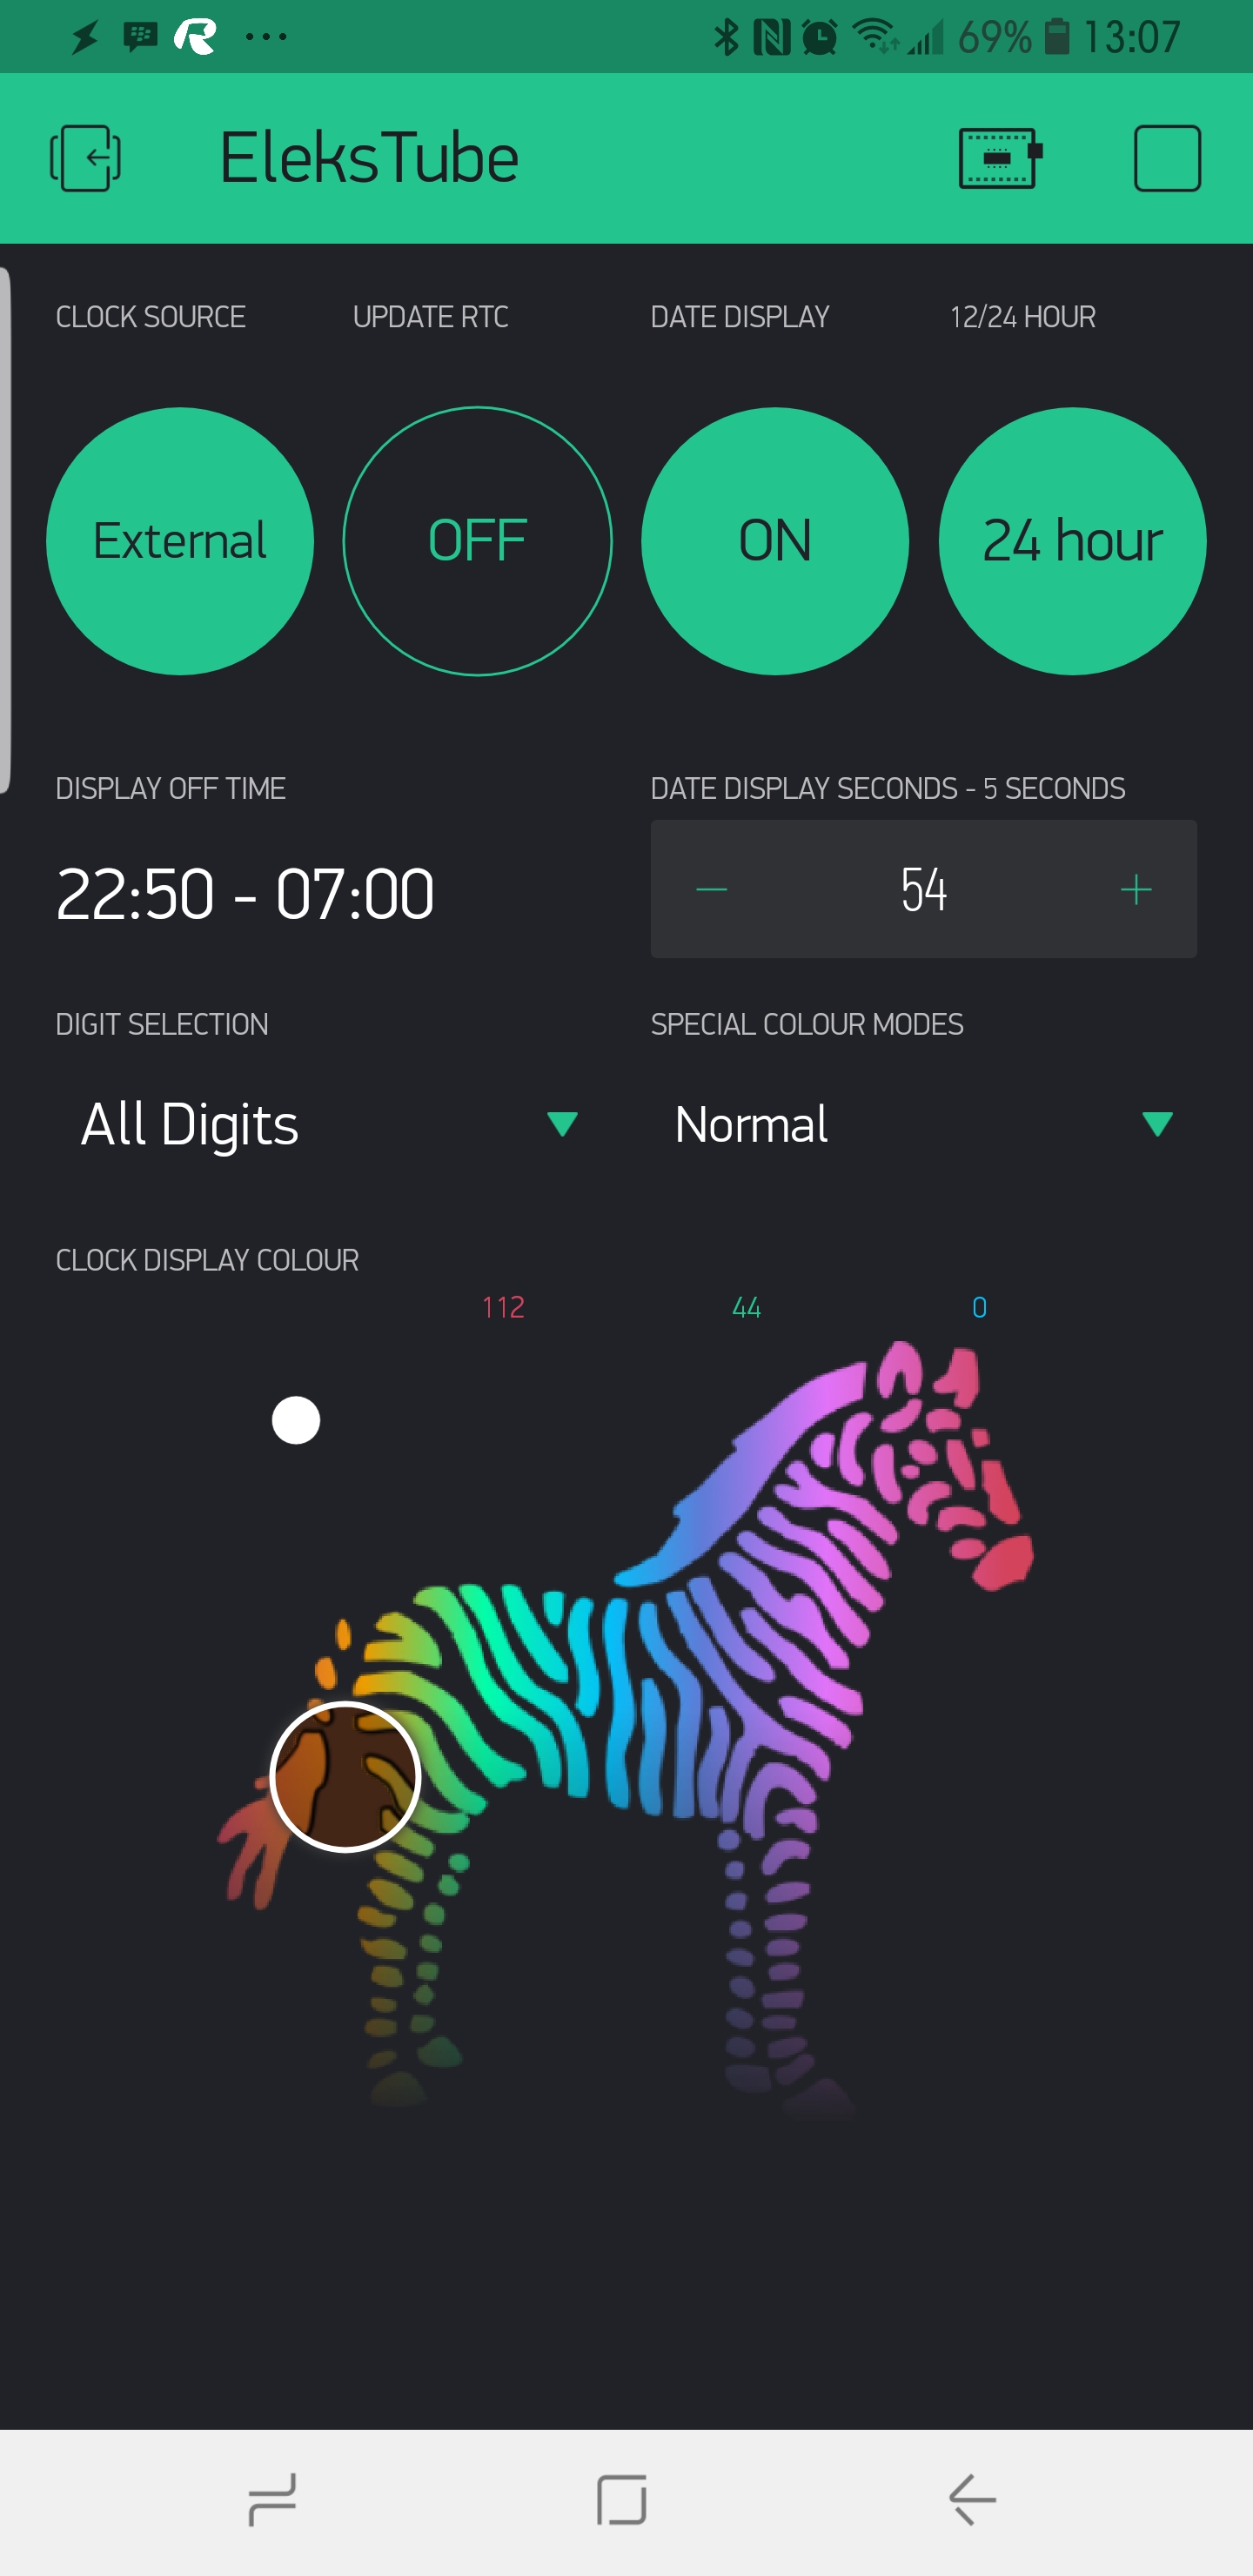 69% 13:07
EleksTube
CLOCK SOURCE UPDATE RTC DATE DISPLAY 12/24 HOUR
External OFF ON 24 hour
DISPLAY OFF TIME DATE DISPLAY SECONDS - 5 SECONDS
22:50 - 07:00 − 54 +
DIGIT SELECTION SPECIAL COLOUR MODES
All Digits Normal
CLOCK DISPLAY COLOUR
112 44 0